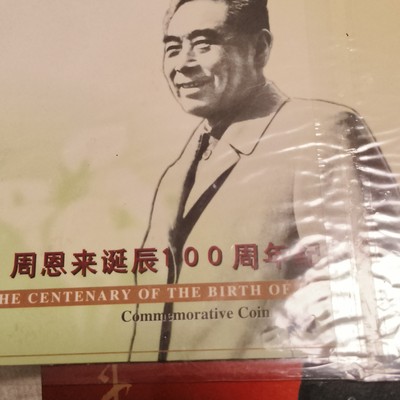 周恩来诞辰100周年
HE CENTENARY OF THE BIRTH OF
Commemorative Coin